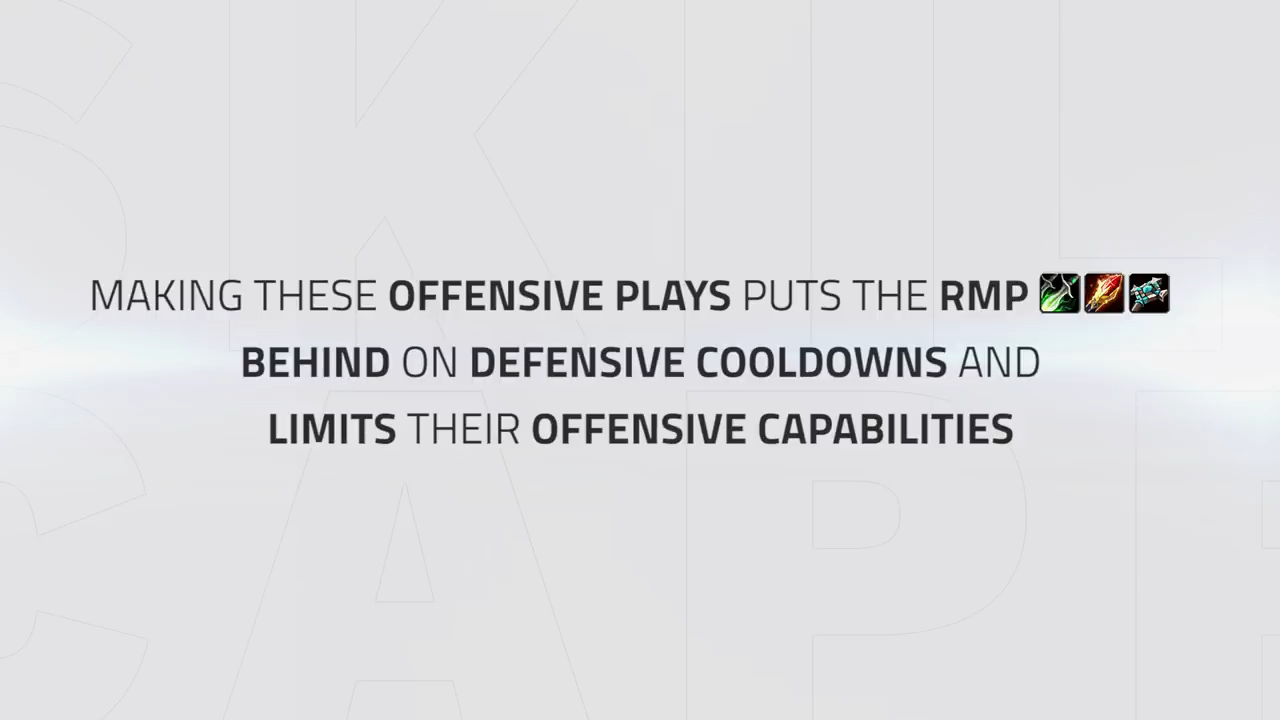 MAKING THESE OFFENSIVE PLAYS PUTS THE RMP
BEHIND ON DEFENSIVE COOLDOWNS AND
LIMITS THEIR OFFENSIVE CAPABILITIES